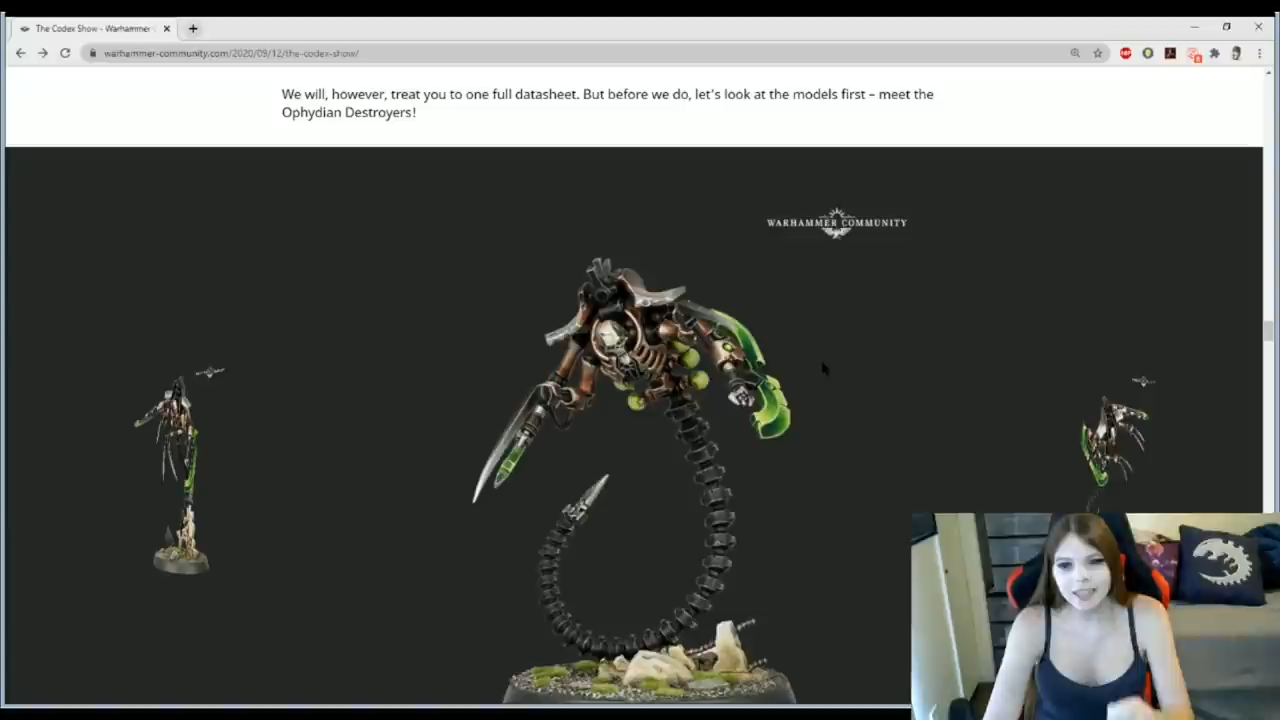 The Codex Show - Warhammer
warhammer-community.com/2020/09/12/the-codex-show/
We will, however, treat you to one full datasheet. But before we do, let's look at the models first – meet the
Ophydian Destroyers!
WARHAMMER COMMUNITY